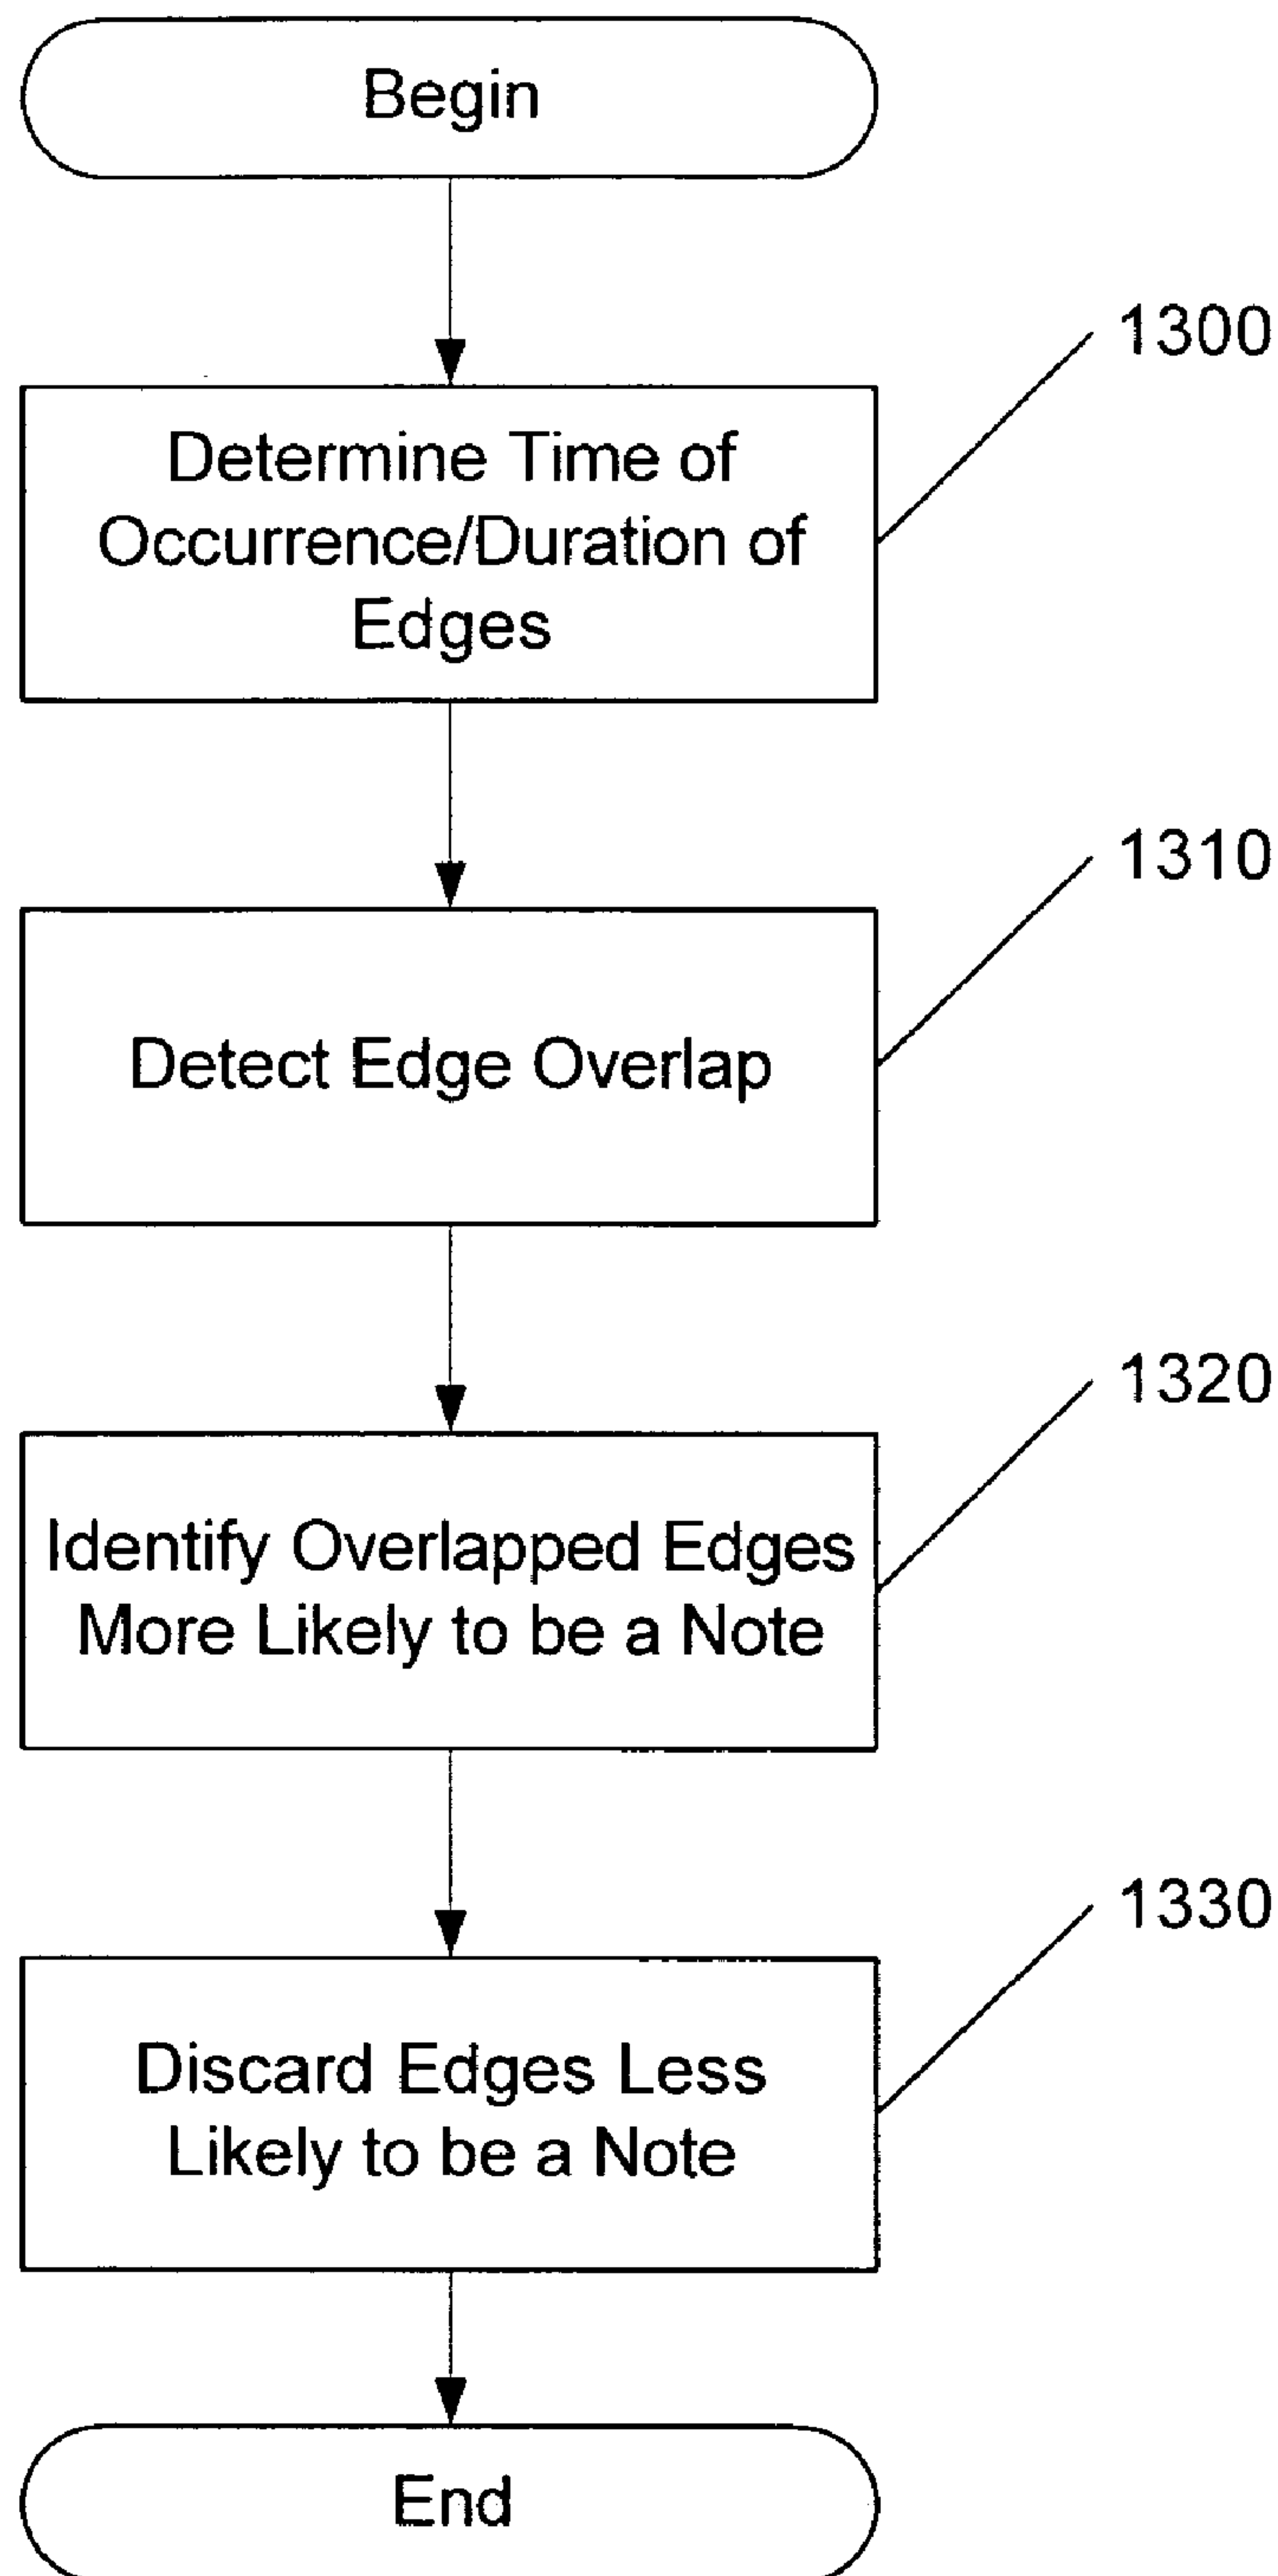 Begin
1300
Determine Time of
Occurrence/Duration of
Edges
1310
Detect Edge Overlap
1320
Identify Overlapped Edges
More Likely to be a Note
1330
Discard Edges Less
Likely to be a Note
End